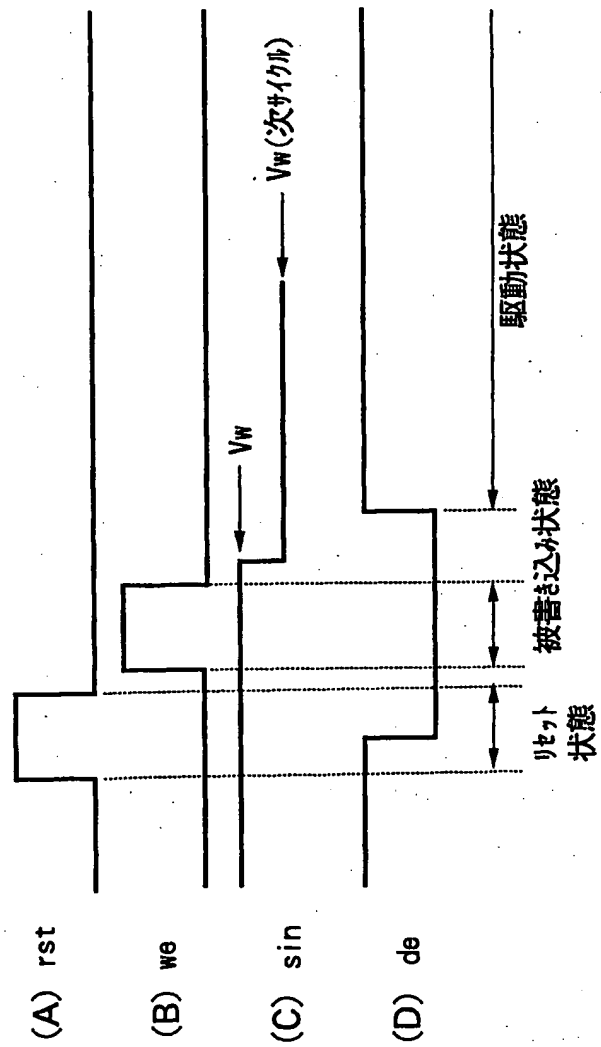 (A) rst
(B) we
(C) sin
Vw
Vw(次サイクル)
(D) de
リセット
状態
被書き込み状態
駆動状態